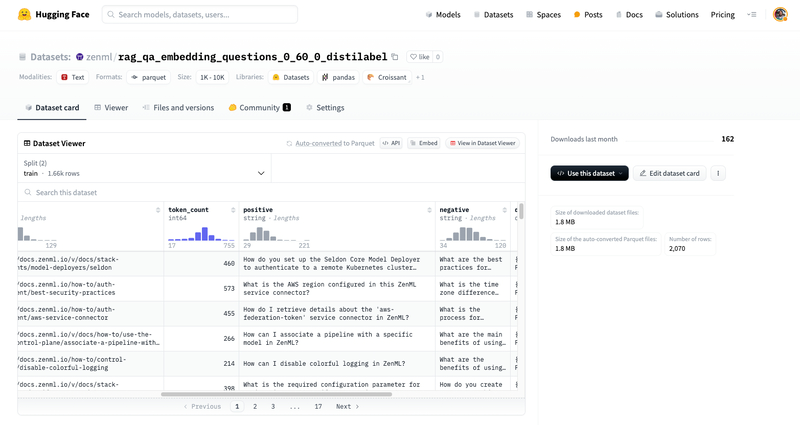 Hugging Face
Search models, datasets, users...
Models
Datasets
Spaces
Posts
Docs
Solutions
Pricing
Datasets: zenml/rag_qa_embedding_questions_0_60_0_distilabel
like 0
Modalities: Text Formats: parquet Size: 1K - 10K Libraries: Datasets pandas Croissant + 1
Dataset card
Viewer
Files and versions
Community 1
Settings
Dataset Viewer
Auto-converted to Parquet
API
Embed
View in Dataset Viewer
Split (2)
train · 1.66k rows
Search this dataset
lengths
129
token_count
int64
17 755
positive
string · lengths
29 221
negative
string · lengths
34 120
/docs.zenml.io/v/docs/stack-
nts/model-deployers/seldon
460
How do you set up the Seldon Core Model Deployer
to authenticate to a remote Kubernetes cluster…
What are the best
practices for…
/docs.zenml.io/how-to/auth-
ent/best-security-practices
573
What is the AWS region configured in this ZenML
service connector?
What is the time
zone difference…
/docs.zenml.io/how-to/auth-
ent/aws-service-connector
455
How do I retrieve details about the 'aws-
federation-token' service connector in ZenML?
What is the
process for…
/docs.zenml.io/v/docs/how-to/use-the-
ontrol-plane/associate-a-pipeline-with…
266
How can I associate a pipeline with a specific
model in ZenML?
What are the main
benefits of using…
/docs.zenml.io/how-to/control-
/disable-colorful-logging
214
How can I disable colorful logging in ZenML?
What are the
benefits of using…
/docs.zenml.io/v/docs/stack-
398
What is the required configuration parameter for
How do you create
Previous 1 2 3 ... 17 Next
Downloads last month
162
Use this dataset
Edit dataset card
Size of downloaded dataset files:
1.8 MB
Size of the auto-converted Parquet files:
1.8 MB
Number of rows:
2,070